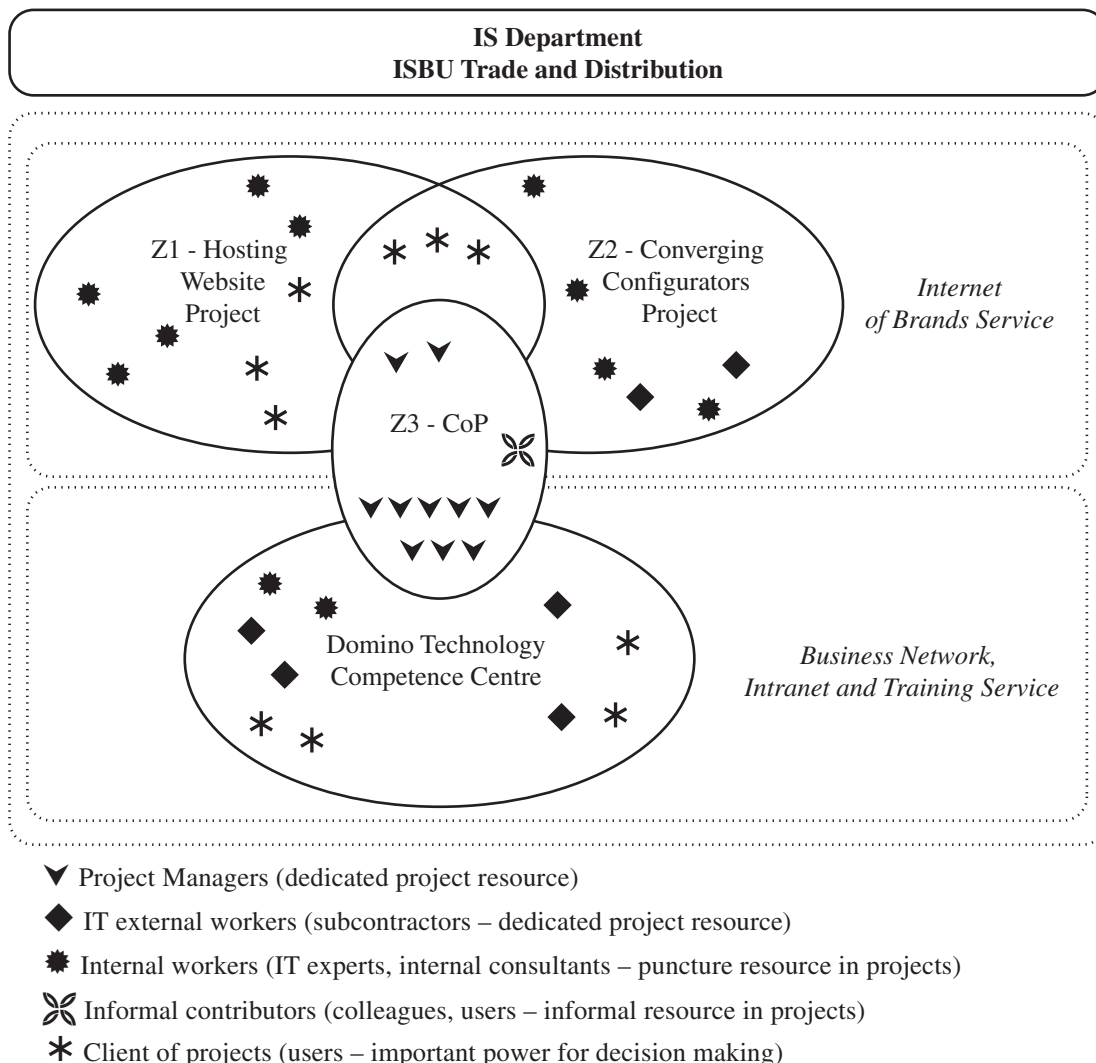 IS Department
ISBU Trade and Distribution
Z1 - Hosting
Website
Project
Z2 - Converging
Configurators
Project
Internet
of Brands Service
Z3 - CoP
Domino Technology
Competence Centre
Business Network,
Intranet and Training Service
Project Managers (dedicated project resource)
IT external workers (subcontractors – dedicated project resource)
Internal workers (IT experts, internal consultants – puncture resource in projects)
Informal contributors (colleagues, users – informal resource in projects)
Client of projects (users – important power for decision making)